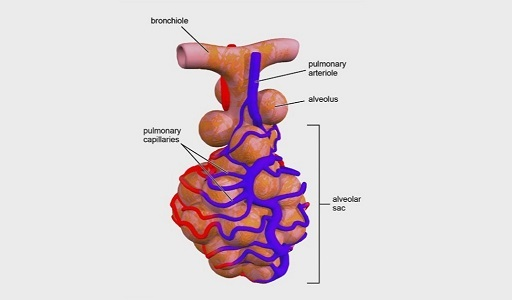 bronchiole
pulmonary
arteriole
alveolus
pulmonary
capillaries
alveolar
sac